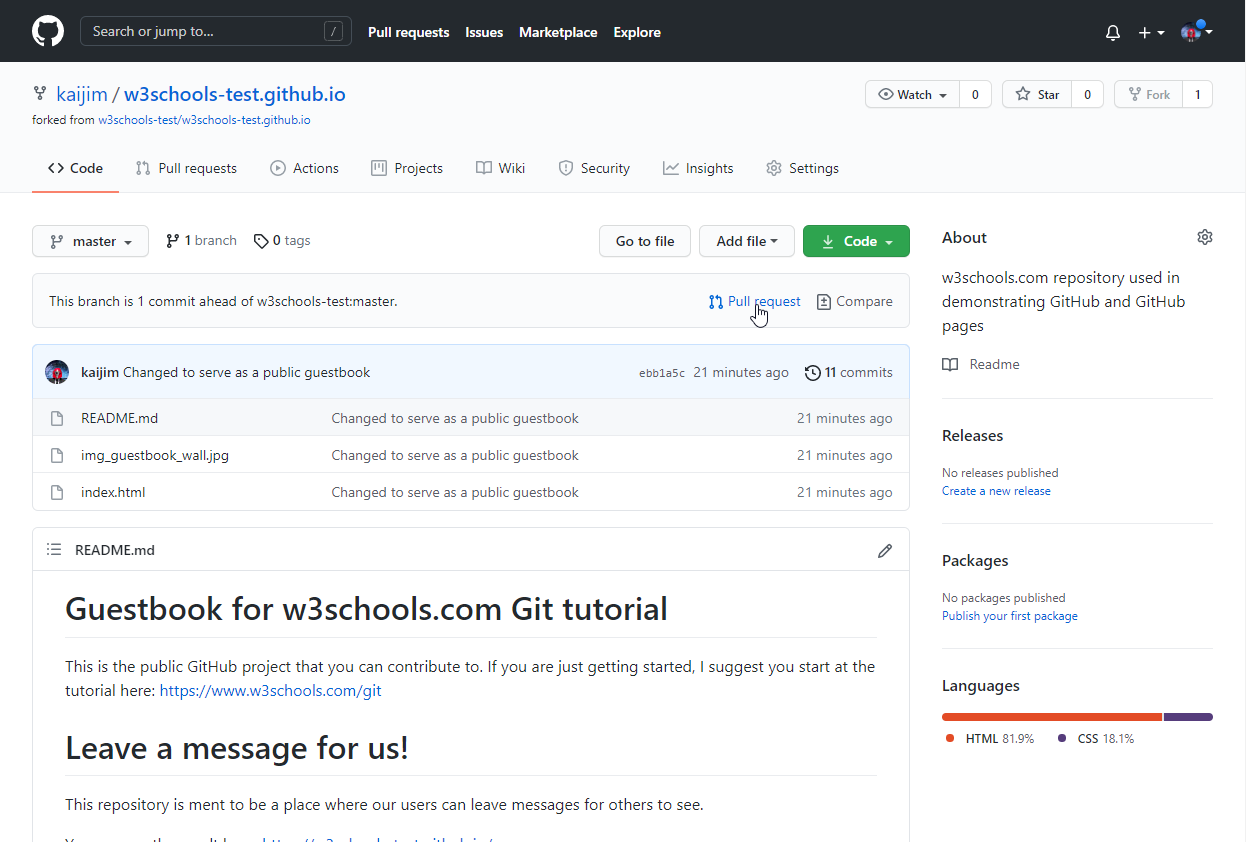 Search or jump to... / Pull requests Issues Marketplace Explore
kaijim / w3schools-test.github.io Watch 0 Star 0 Fork 1
forked from w3schools-test/w3schools-test.github.io
Code Pull requests Actions Projects Wiki Security Insights Settings
master 1 branch 0 tags Go to file Add file Code
This branch is 1 commit ahead of w3schools-test:master. Pull request Compare
kaijim Changed to serve as a public guestbook ebb1a5c 21 minutes ago 11 commits
README.md Changed to serve as a public guestbook 21 minutes ago
img_guestbook_wall.jpg Changed to serve as a public guestbook 21 minutes ago
index.html Changed to serve as a public guestbook 21 minutes ago
README.md
Guestbook for w3schools.com Git tutorial
This is the public GitHub project that you can contribute to. If you are just getting started, I suggest you start at the
tutorial here: https://www.w3schools.com/git
Leave a message for us!
This repository is ment to be a place where our users can leave messages for others to see.
About
w3schools.com repository used in
demonstrating GitHub and GitHub
pages
Readme
Releases
No releases published
Create a new release
Packages
No packages published
Publish your first package
Languages
HTML 81.9% CSS 18.1%